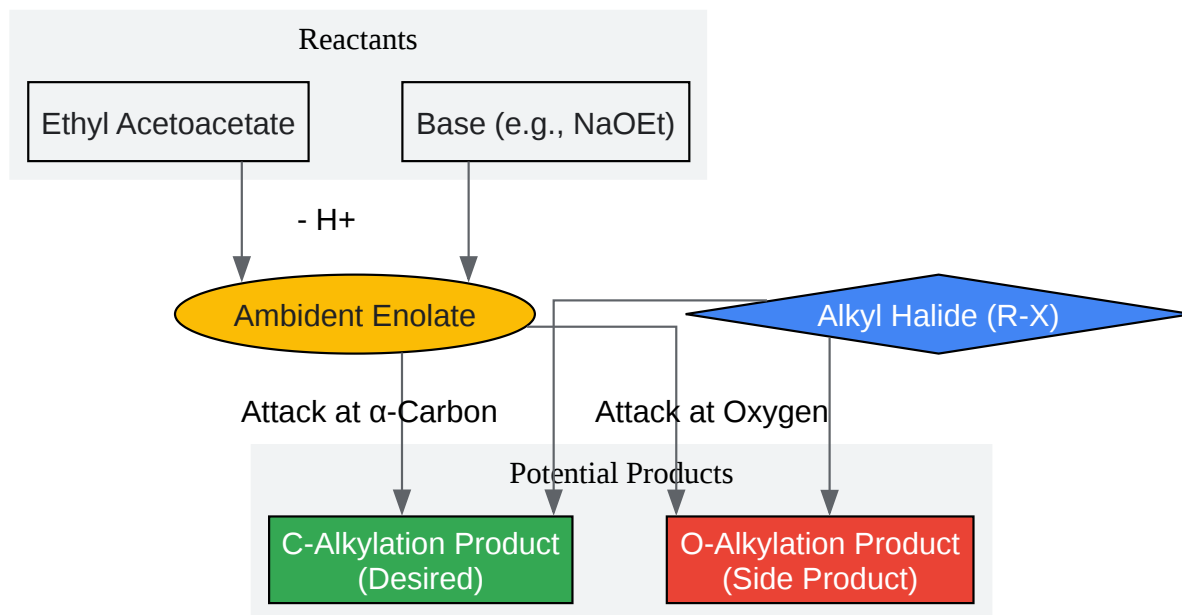 Reactants
Ethyl Acetoacetate
Base (e.g., NaOEt)
- H+
Ambident Enolate
Alkyl Halide (R-X)
Attack at α-Carbon
Attack at Oxygen
Potential Products
C-Alkylation Product
(Desired)
O-Alkylation Product
(Side Product)